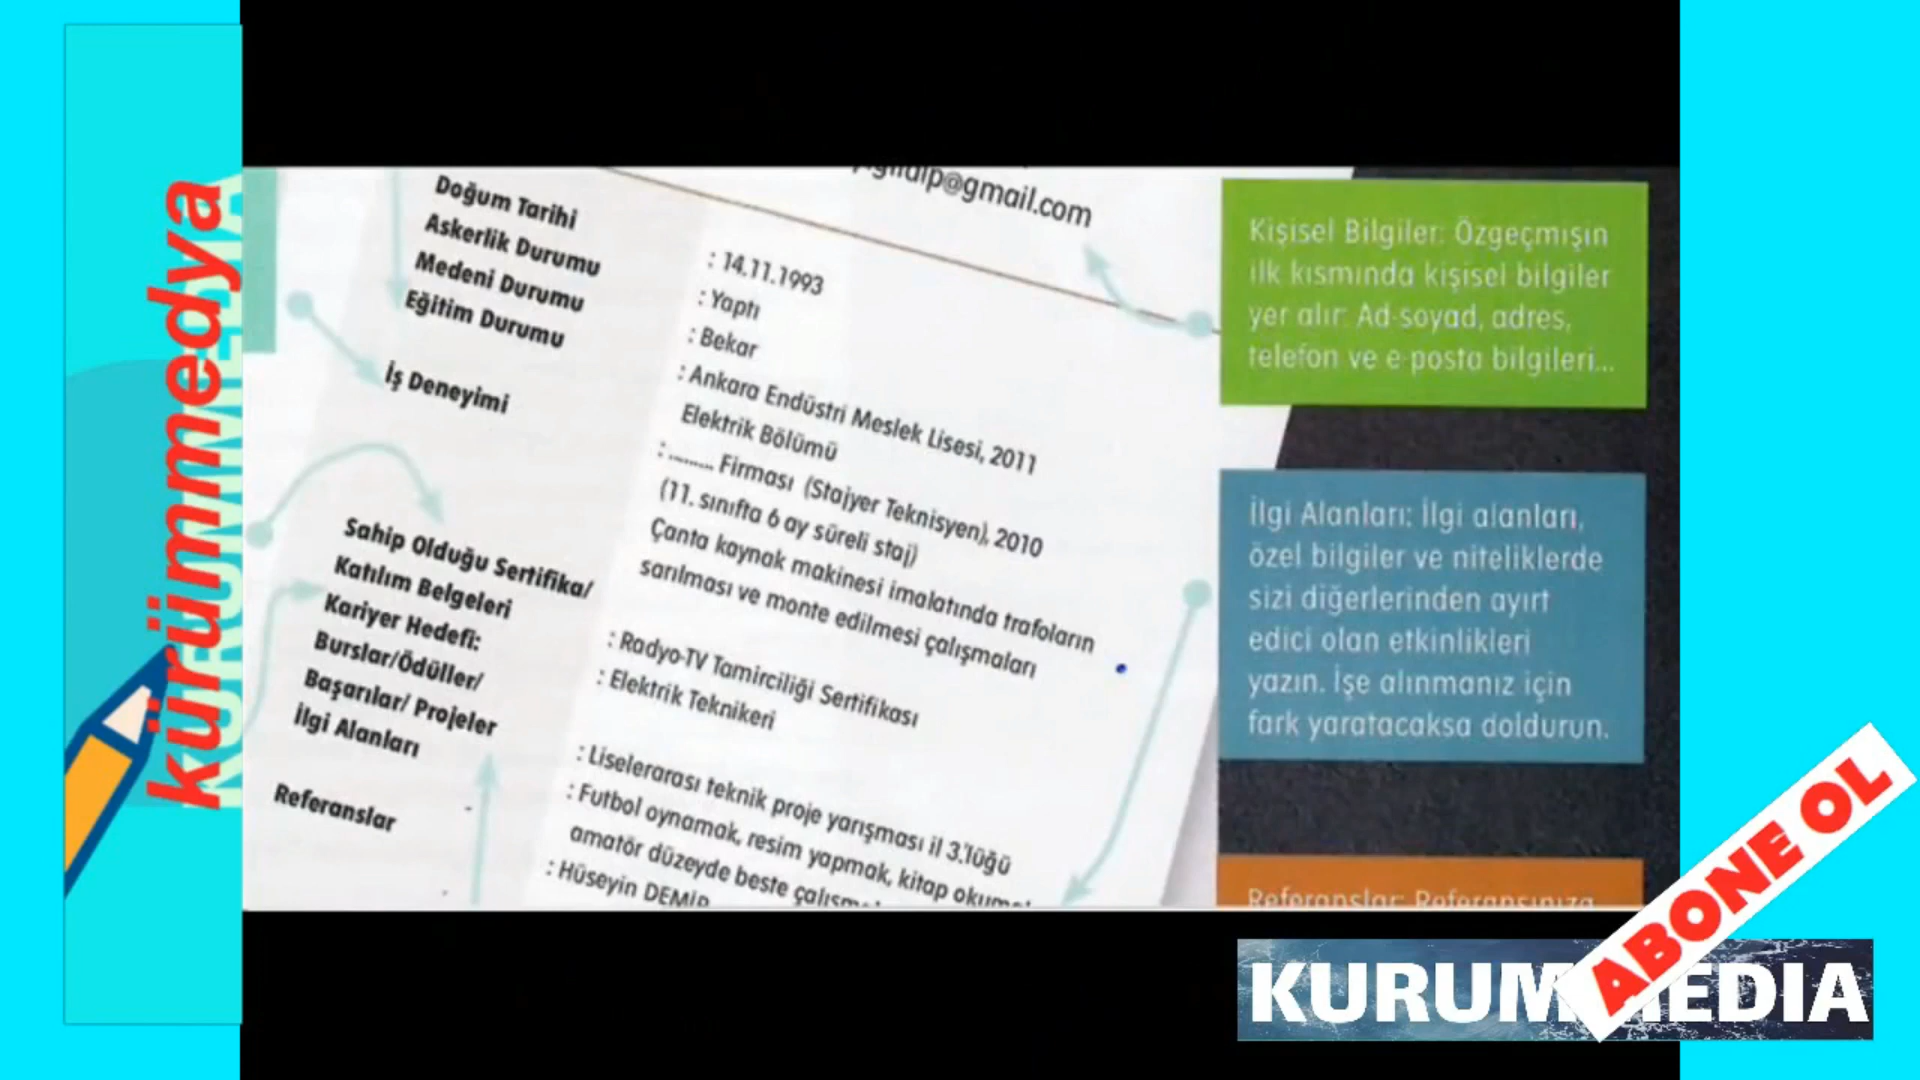 kürümmedya
@gmail.com
Doğum Tarihi
Askerlik Durumu
Medeni Durumu
Eğitim Durumu
İş Deneyimi
Sahip Olduğu Sertifika/
Katılım Belgeleri
Kariyer Hedefi:
Burslar/Ödüller/
Başarılar/ Projeler
İlgi Alanları
Referanslar
: 14.11.1993
: Yaptı
: Bekar
: Ankara Endüstri Meslek Lisesi, 2011
Elektrik Bölümü
: ......... Firması (Stajyer Teknisyen), 2010
(11. sınıfta 6 ay süreli staj)
Çanta kaynak makinesi imalatında trafoların
sarılması ve monte edilmesi çalışmaları
: Radyo-TV Tamirciliği Sertifikası
: Elektrik Teknikeri
: Liselerarası teknik proje yarışması il 3.'lüğü
: Futbol oynamak, resim yapmak, kitap
amatör düzeyde beste
: Hüseyin DEMİR
Kişisel Bilgiler: Özgeçmişin
ilk kısmında kişisel bilgiler
yer alır: Ad-soyad, adres,
telefon ve e-posta bilgileri...
İlgi Alanları: İlgi alanları,
özel bilgiler ve niteliklerde
sizi diğerlerinden ayırt
edici olan etkinlikleri
yazın. İşe alınmanız için
fark yaratacaksa doldurun.
Referanslar: Referansınıza
ABONE OL
KURUM EDIA